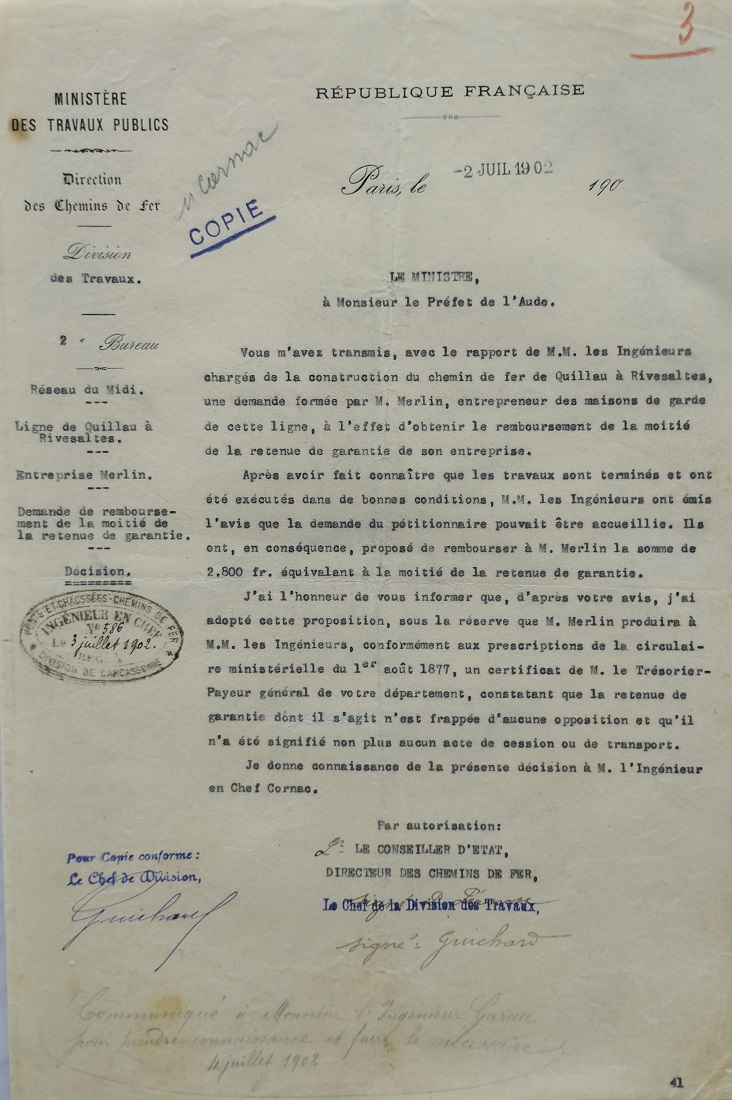 3
MINISTÈRE
DES TRAVAUX PUBLICS
Direction
des Chemins de Fer
Division
des Travaux.
2e Bureau
Réseau du Midi.
Ligne de Quillau à
Rivesaltes.
Entreprise Merlin.
Demande de rembourse-
ment de la moitié de
la retenue de garantie.
Décision.
PONTS-ET-CHAUSSÉES-CHEMINS DE FER
INGÉNIEUR EN CHEF
No 586
Le 3 juillet 1902.
DIVISION DE CARCASSONNE
RÉPUBLIQUE FRANÇAISE
Cornac
COPIE
Paris, le -2 JUIL 1902 190
LE MINISTRE,
à Monsieur le Préfet de l'Aude.
Vous m'avez transmis, avec le rapport de M.M. les Ingénieurs
chargés de la construction du chemin de fer de Quillau à Rivesaltes,
une demande formée par M. Merlin, entrepreneur des maisons de garde
de cette ligne, à l'effet d'obtenir le remboursement de la moitié
de la retenue de garantie de son entreprise.
Après avoir fait connaître que les travaux sont terminés et ont
été exécutés dans de bonnes conditions, M.M. les Ingénieurs ont émis
l'avis que la demande du pétitionnaire pouvait être accueillie. Ils
ont, en conséquence, proposé de rembourser à M. Merlin la somme de
2.800 fr. équivalant à la moitié de la retenue de garantie.
J'ai l'honneur de vous informer que, d'après votre avis, j'ai
adopté cette proposition, sous la réserve que M. Merlin produira à
M.M. les Ingénieurs, conformément aux prescriptions de la circulai-
re ministérielle du 1er août 1877, un certificat de M. le Trésorier-
Payeur général de votre département, constatant que la retenue de
garantie dont il s'agit n'est frappée d'aucune opposition et qu'il
n'a été signifié non plus aucun acte de cession ou de transport.
Je donne connaissance de la présente décision à M. l'Ingénieur
en Chef Cornac.
Par autorisation:
LE CONSEILLER D'ETAT,
DIRECTEUR DES CHEMINS DE FER,
Le Chef de la Division des Travaux,
signé: Guichard
Pour Copie conforme:
Le Chef de Division,
Guichard
Communiqué à Monsieur l'Ingénieur
pour prendre connaissance et faire le nécessaire
4 juillet 1902
41